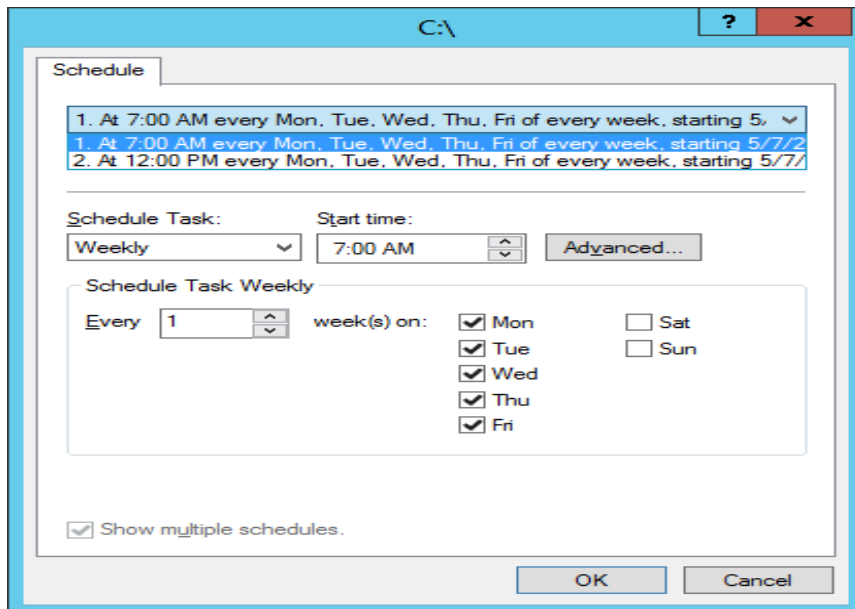 C:\
?
x
Schedule
1. At 7:00 AM every Mon, Tue, Wed, Thu, Fri of every week, starting 5/
1. At 7:00 AM every Mon, Tue, Wed, Thu, Fri of every week, starting 5/7/2
2. At 12:00 PM every Mon, Tue, Wed, Thu, Fri of every week, starting 5/7/
Schedule Task: Start time:
Weekly 7:00 AM Advanced...
Schedule Task Weekly
Every 1 week(s) on: Mon Sat
Tue Sun
Wed
Thu
Fri
Show multiple schedules.
OK Cancel